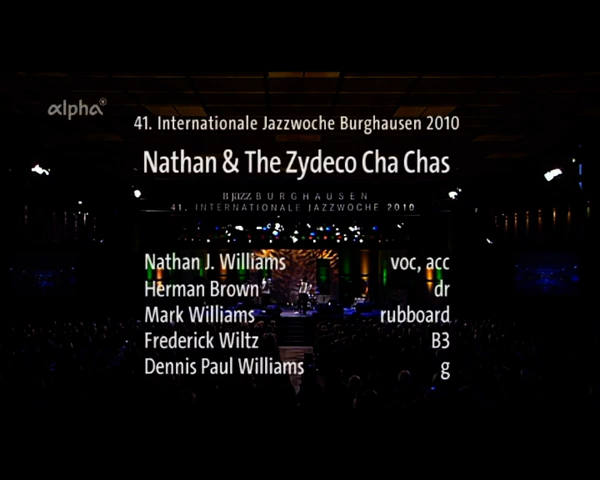 alpha®
41. Internationale Jazzwoche Burghausen 2010
Nathan & The Zydeco Cha Chas
B'JAZZ BURGHAUSEN
41. INTERNATIONALE JAZZWOCHE 2010
Nathan J. Williams voc, acc
Herman Brown dr
Mark Williams rubboard
Frederick Wiltz B3
Dennis Paul Williams g